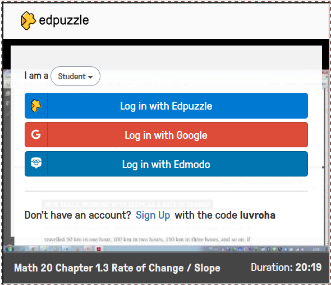 edpuzzle
I am a Student
Log in with Edpuzzle
G Log in with Google
Log in with Edmodo
Don't have an account? Sign Up with the code luvroha
travelled 50 km in one hour, 100 km in two hours, 150 km in three hours, and so on. If
Math 20 Chapter 1.3 Rate of Change / Slope Duration: 20:19